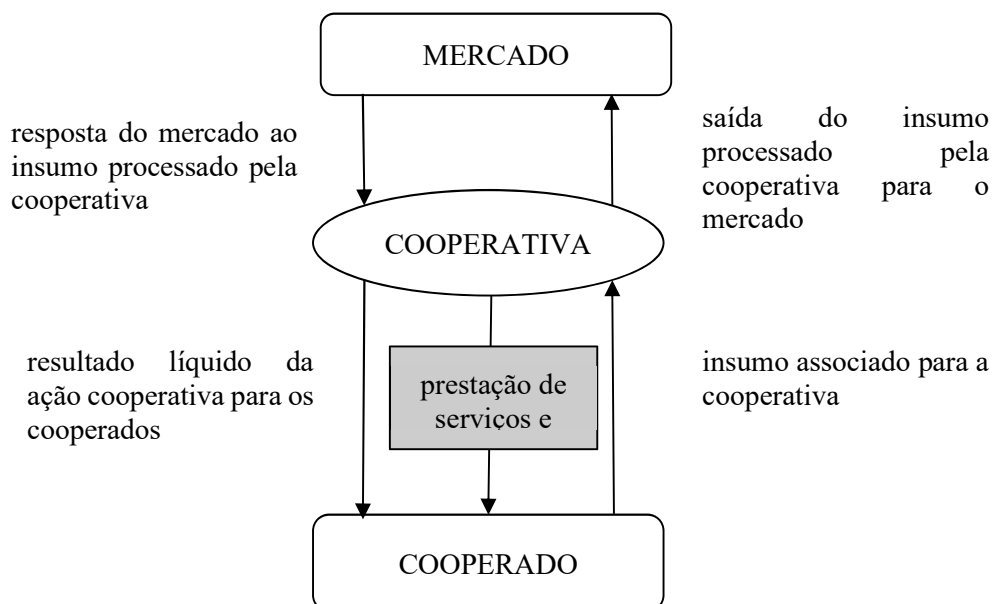 MERCADO
resposta do mercado ao
insumo processado pela
cooperativa
saída do insumo
processado pela
cooperativa para o
mercado
COOPERATIVA
resultado líquido da
ação cooperativa para os
cooperados
prestação de
serviços e
insumo associado para a
cooperativa
COOPERADO